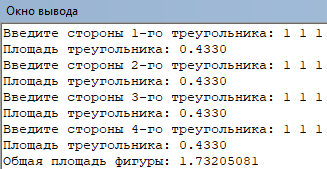 Окно вывода
Введите стороны 1-го треугольника: 1 1 1
Площадь треугольника: 0.4330
Введите стороны 2-го треугольника: 1 1 1
Площадь треугольника: 0.4330
Введите стороны 3-го треугольника: 1 1 1
Площадь треугольника: 0.4330
Введите стороны 4-го треугольника: 1 1 1
Площадь треугольника: 0.4330
Общая площадь фигуры: 1.73205081